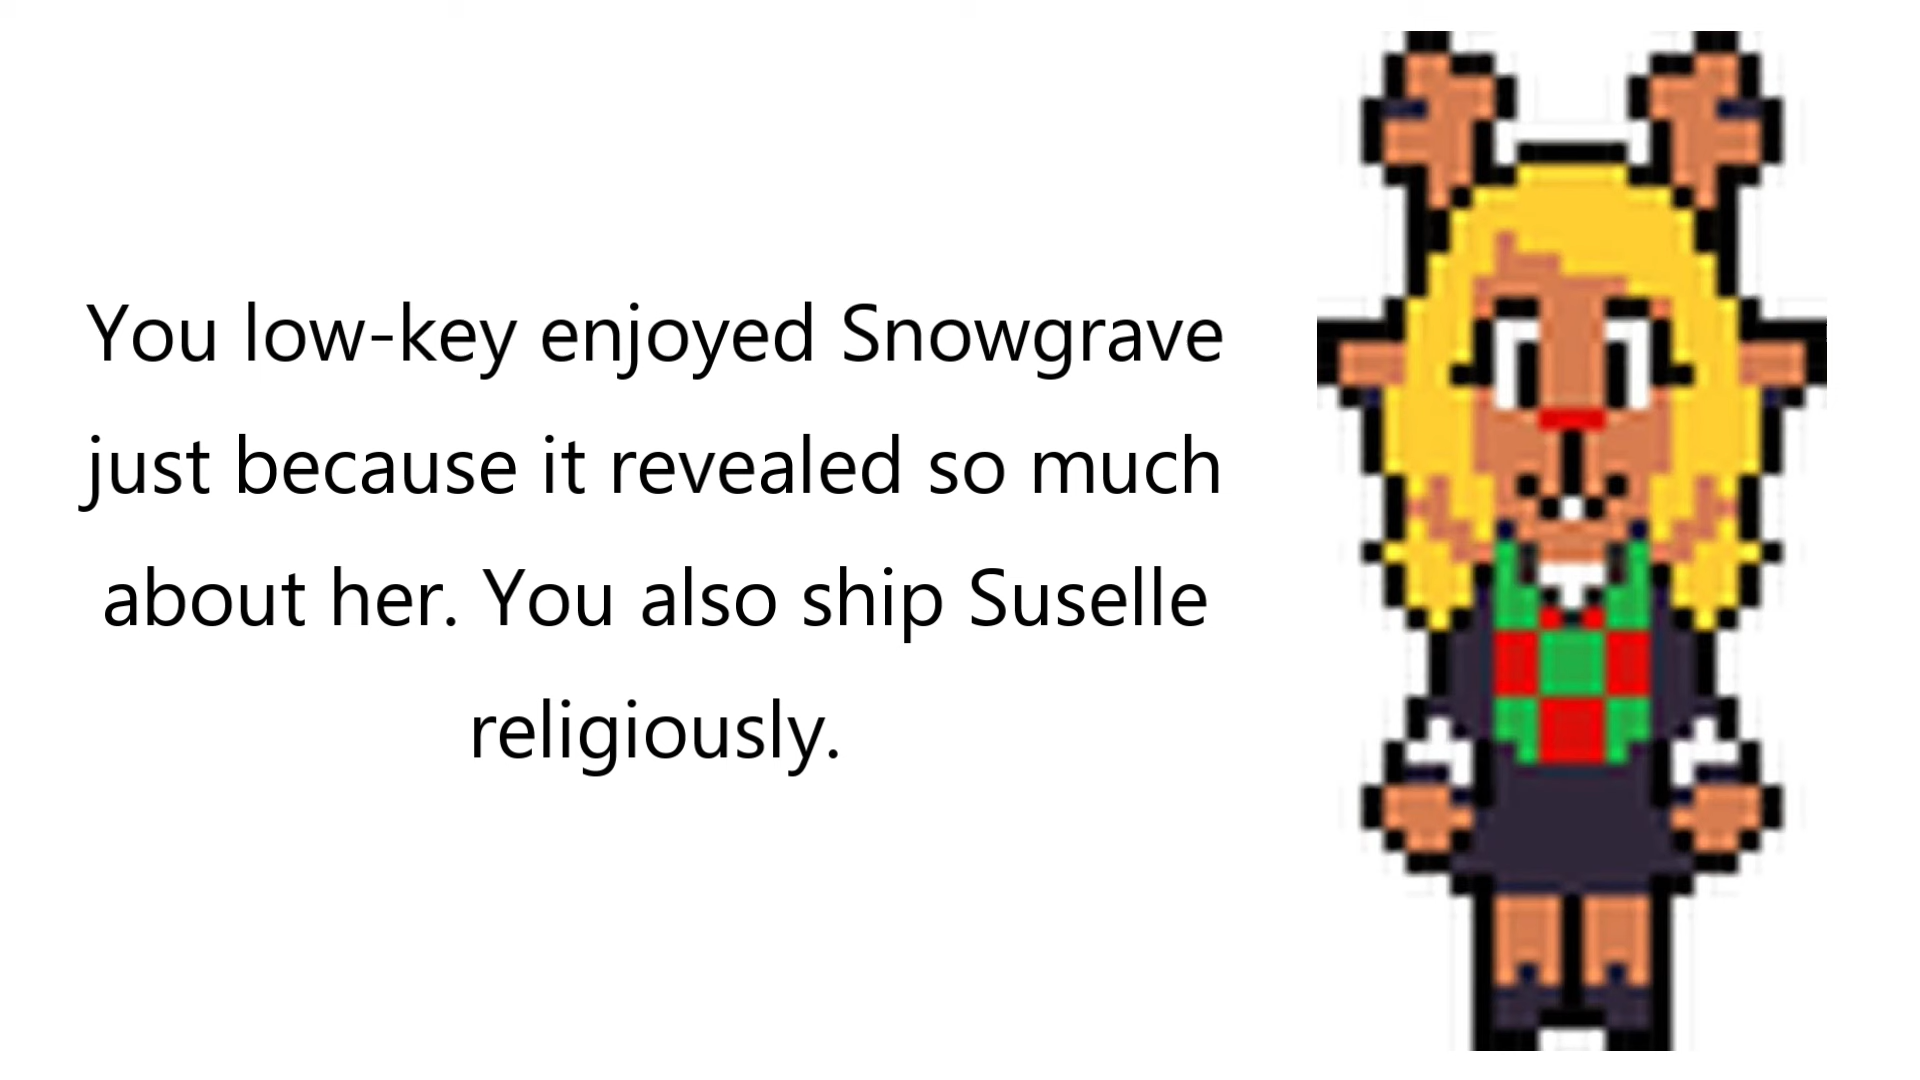 You low-key enjoyed Snowgrave
just because it revealed so much
about her. You also ship Suselle
religiously.